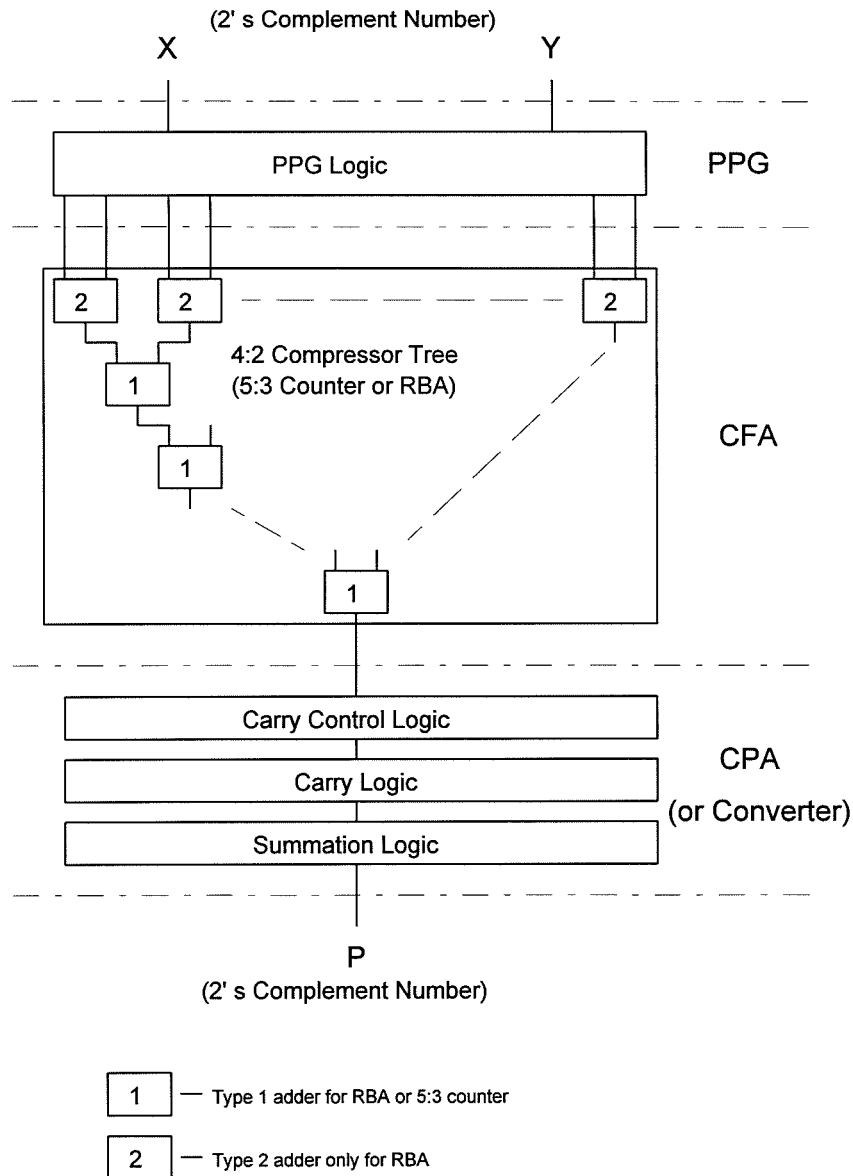 (2' s Complement Number)
X Y
PPG Logic
PPG
2 2 2
4:2 Compressor Tree
(5:3 Counter or RBA)
1
CFA
1
1
Carry Control Logic
CPA
Carry Logic
(or Converter)
Summation Logic
P
(2' s Complement Number)
1 — Type 1 adder for RBA or 5:3 counter
2 — Type 2 adder only for RBA